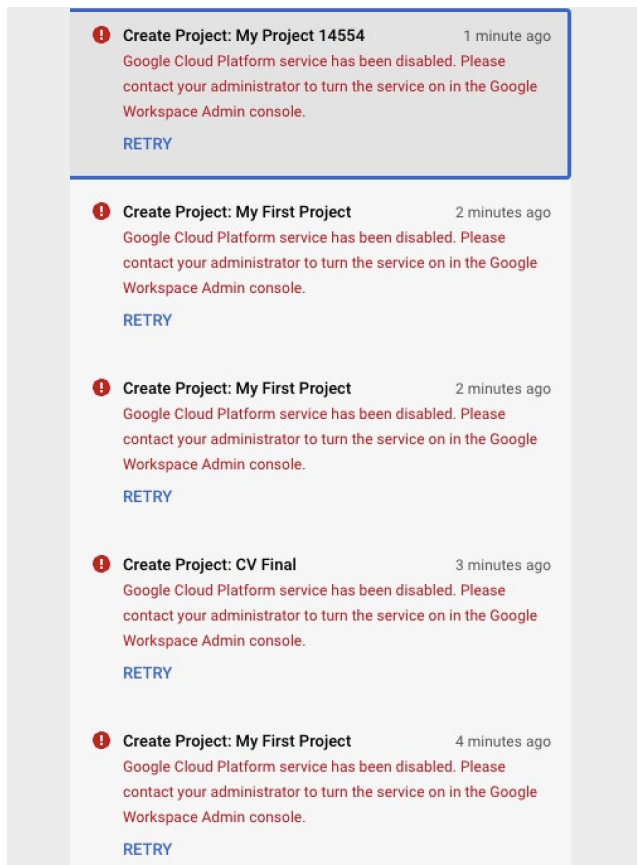 Create Project: My Project 14554 1 minute ago
Google Cloud Platform service has been disabled. Please
contact your administrator to turn the service on in the Google
Workspace Admin console.
RETRY
Create Project: My First Project 2 minutes ago
Google Cloud Platform service has been disabled. Please
contact your administrator to turn the service on in the Google
Workspace Admin console.
RETRY
Create Project: My First Project 2 minutes ago
Google Cloud Platform service has been disabled. Please
contact your administrator to turn the service on in the Google
Workspace Admin console.
RETRY
Create Project: CV Final 3 minutes ago
Google Cloud Platform service has been disabled. Please
contact your administrator to turn the service on in the Google
Workspace Admin console.
RETRY
Create Project: My First Project 4 minutes ago
Google Cloud Platform service has been disabled. Please
contact your administrator to turn the service on in the Google
Workspace Admin console.
RETRY